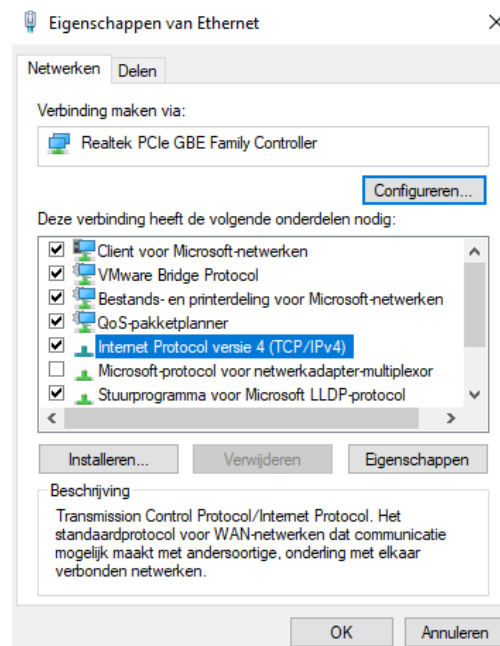 Eigenschappen van Ethernet
Netwerken Delen
Verbinding maken via:
Realtek PCIe GBE Family Controller
Configureren...
Deze verbinding heeft de volgende onderdelen nodig:
Client voor Microsoft-netwerken
VMware Bridge Protocol
Bestands- en printerdeling voor Microsoft-netwerken
QoS-pakketplanner
Internet Protocol versie 4 (TCP/IPv4)
Microsoft-protocol voor netwerkadapter-multiplexor
Stuurprogramma voor Microsoft LLDP-protocol
Installeren... Verwijderen Eigenschappen
Beschrijving
Transmission Control Protocol/Internet Protocol. Het
standaardprotocol voor WAN-netwerken dat communicatie
mogelijk maakt met andersoortige, onderling met elkaar
verbonden netwerken.
OK Annuleren